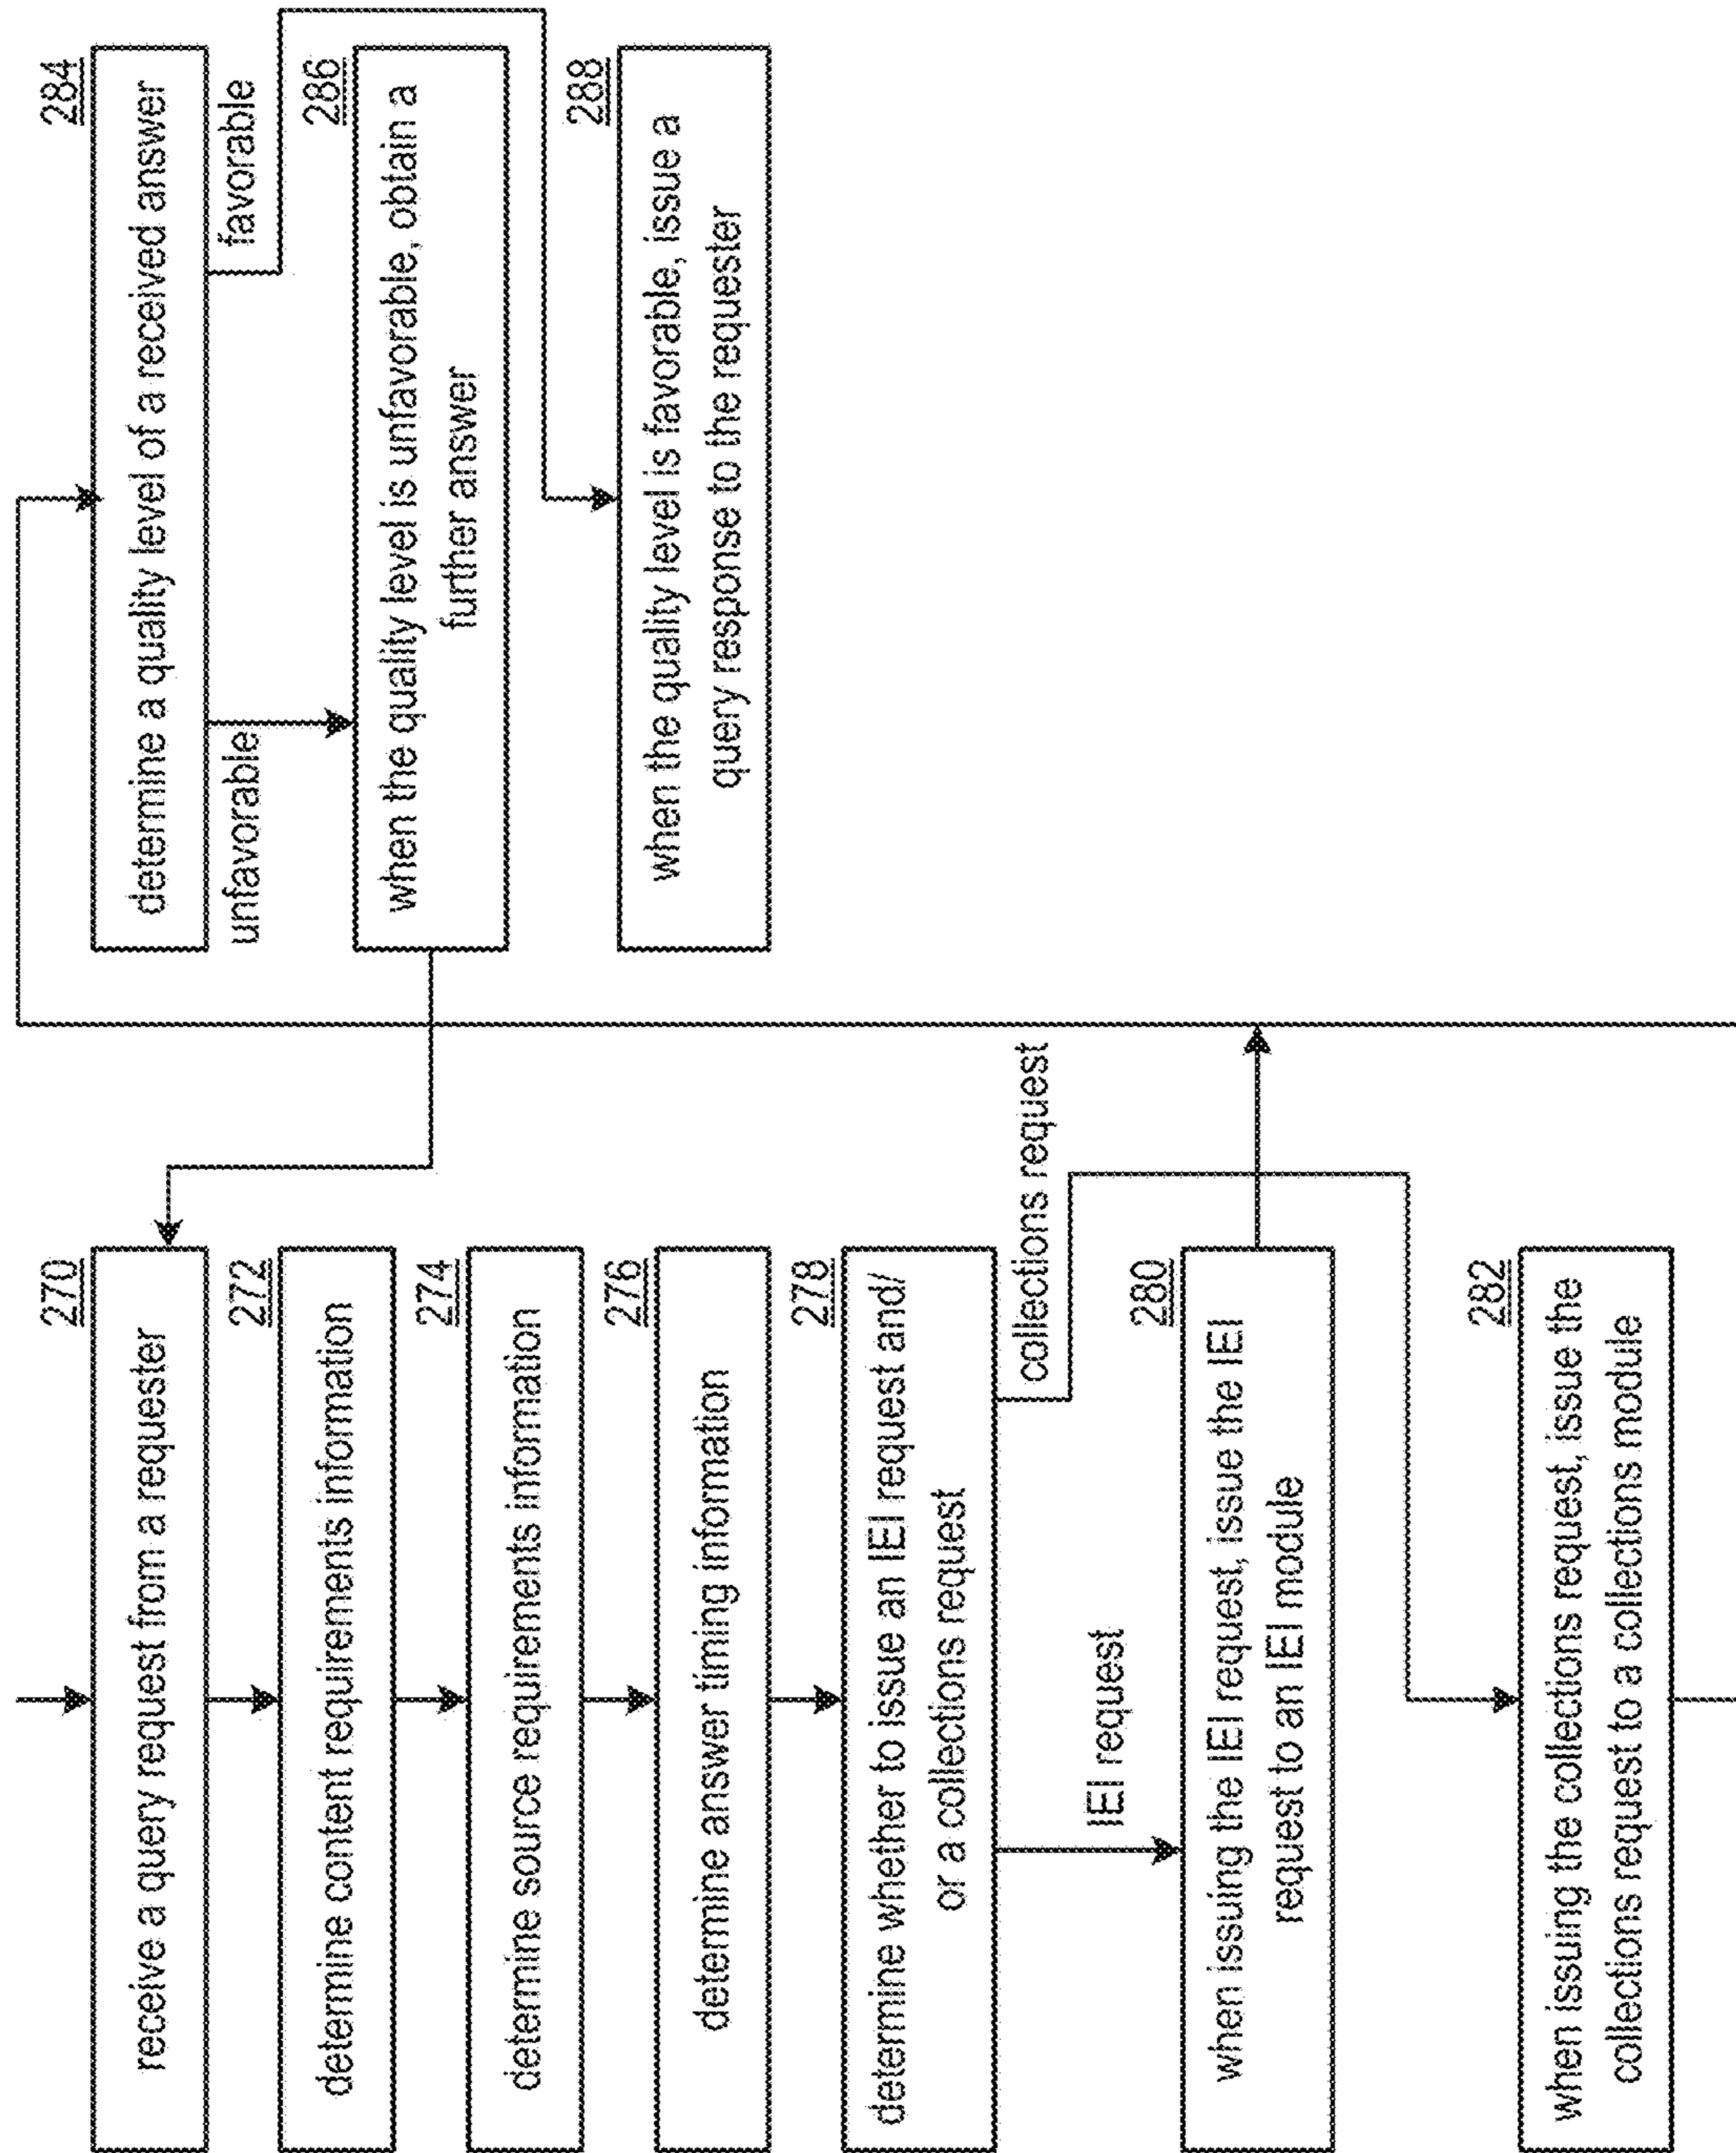 270
receive a query request from a requester
272
determine content requirements information
274
determine source requirements information
276
determine answer timing information
278
determine whether to issue an IEI request and/
or a collections request
IEI request
collections request
280
when issuing the IEI request, issue the IEI
request to an IEI module
282
when issuing the collections request, issue the
collections request to a collections module
284
determine a quality level of a received answer
unfavorable
favorable
286
when the quality level is unfavorable, obtain a
further answer
288
when the quality level is favorable, issue a
query response to the requester